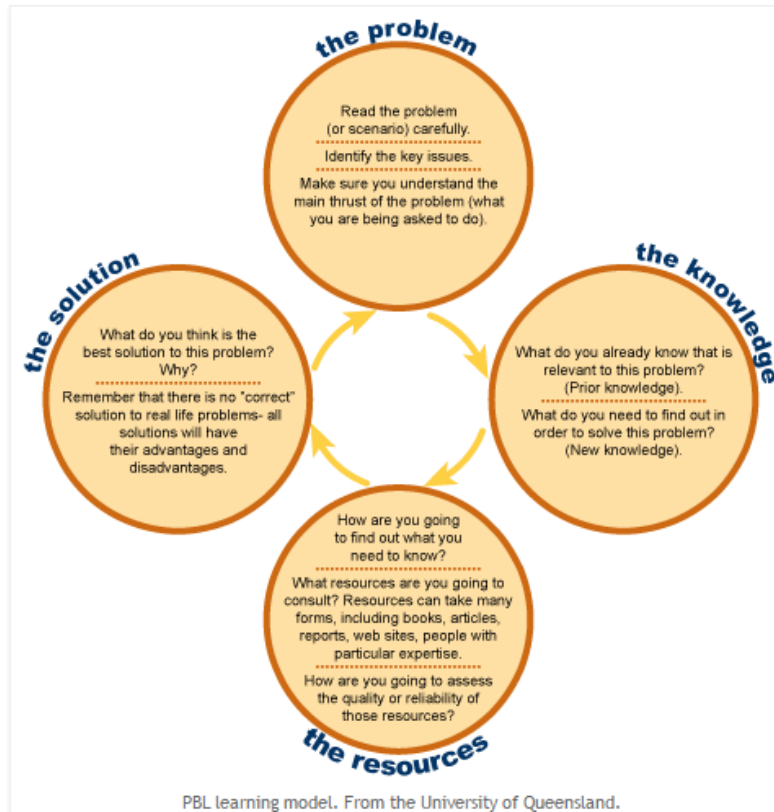 the problem
Read the problem
(or scenario) carefully.
Identify the key issues.
Make sure you understand the
main thrust of the problem (what
you are being asked to do).
the knowledge
What do you already know that is
relevant to this problem?
(Prior knowledge).
What do you need to find out in
order to solve this problem?
(New knowledge).
the resources
How are you going
to find out what you
need to know?
What resources are you going to
consult? Resources can take many
forms, including books, articles,
reports, web sites, people with
particular expertise.
How are you going to assess
the quality or reliability of
those resources?
the solution
What do you think is the
best solution to this problem?
Why?
Remember that there is no "correct"
solution to real life problems- all
solutions will have
their advantages and
disadvantages.
PBL learning model. From the University of Queensland.